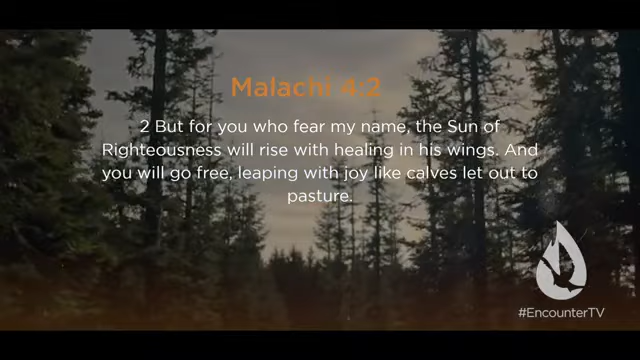 Malachi 4:2
2 But for you who fear my name, the Sun of
Righteousness will rise with healing in his wings. And
you will go free, leaping with joy like calves let out to
pasture.
#EncounterTV